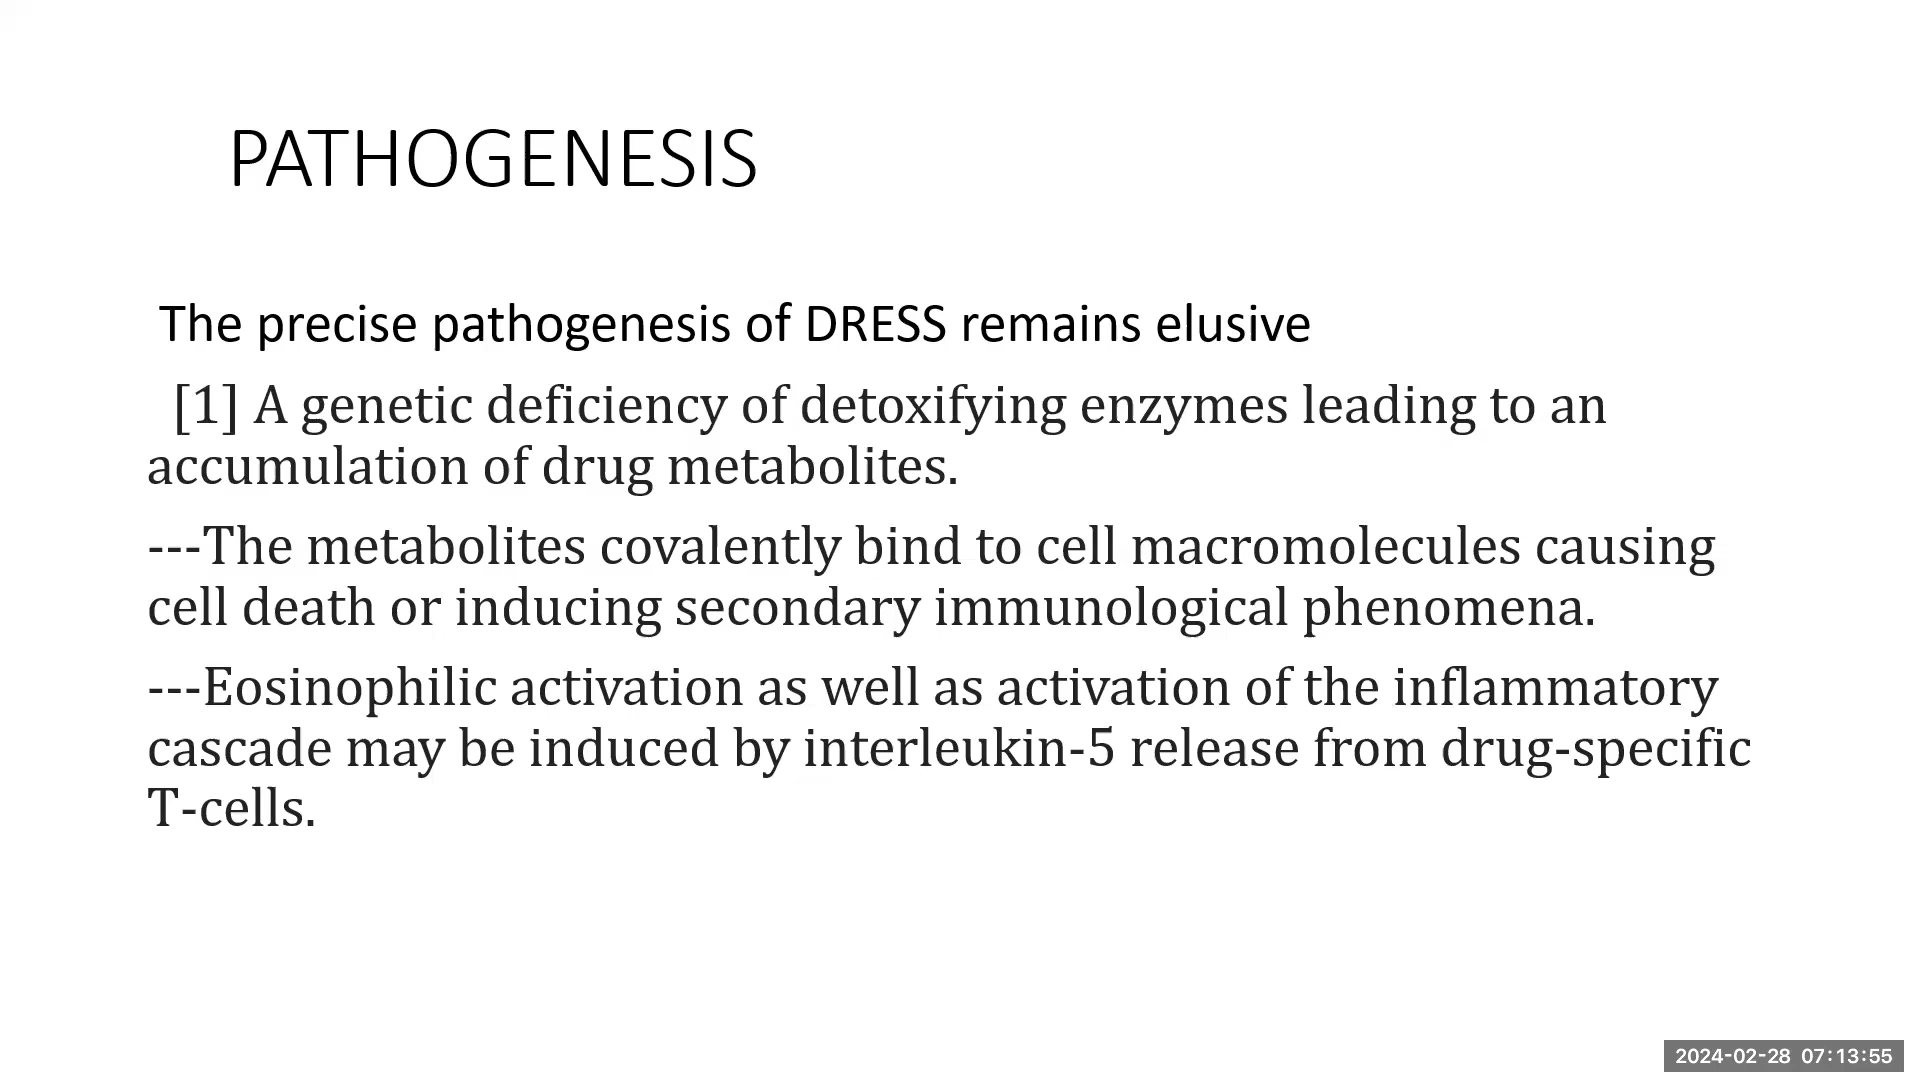 PATHOGENESIS
The precise pathogenesis of DRESS remains elusive
[1] A genetic deficiency of detoxifying enzymes leading to an
accumulation of drug metabolites.
---The metabolites covalently bind to cell macromolecules causing
cell death or inducing secondary immunological phenomena.
---Eosinophilic activation as well as activation of the inflammatory
cascade may be induced by interleukin-5 release from drug-specific
T-cells.
2024-02-28 07:13:55